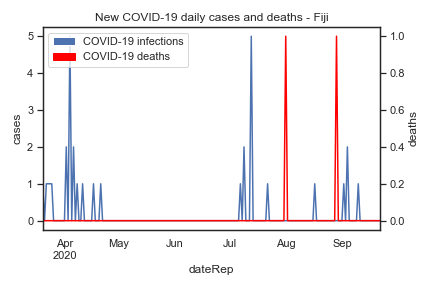 New COVID-19 daily cases and deaths - Fiji
COVID-19 infections
COVID-19 deaths
5
4
3
2
1
0
cases
1.0
0.8
0.6
0.4
0.2
0.0
deaths
Apr
2020
May
Jun
Jul
Aug
Sep
dateRep